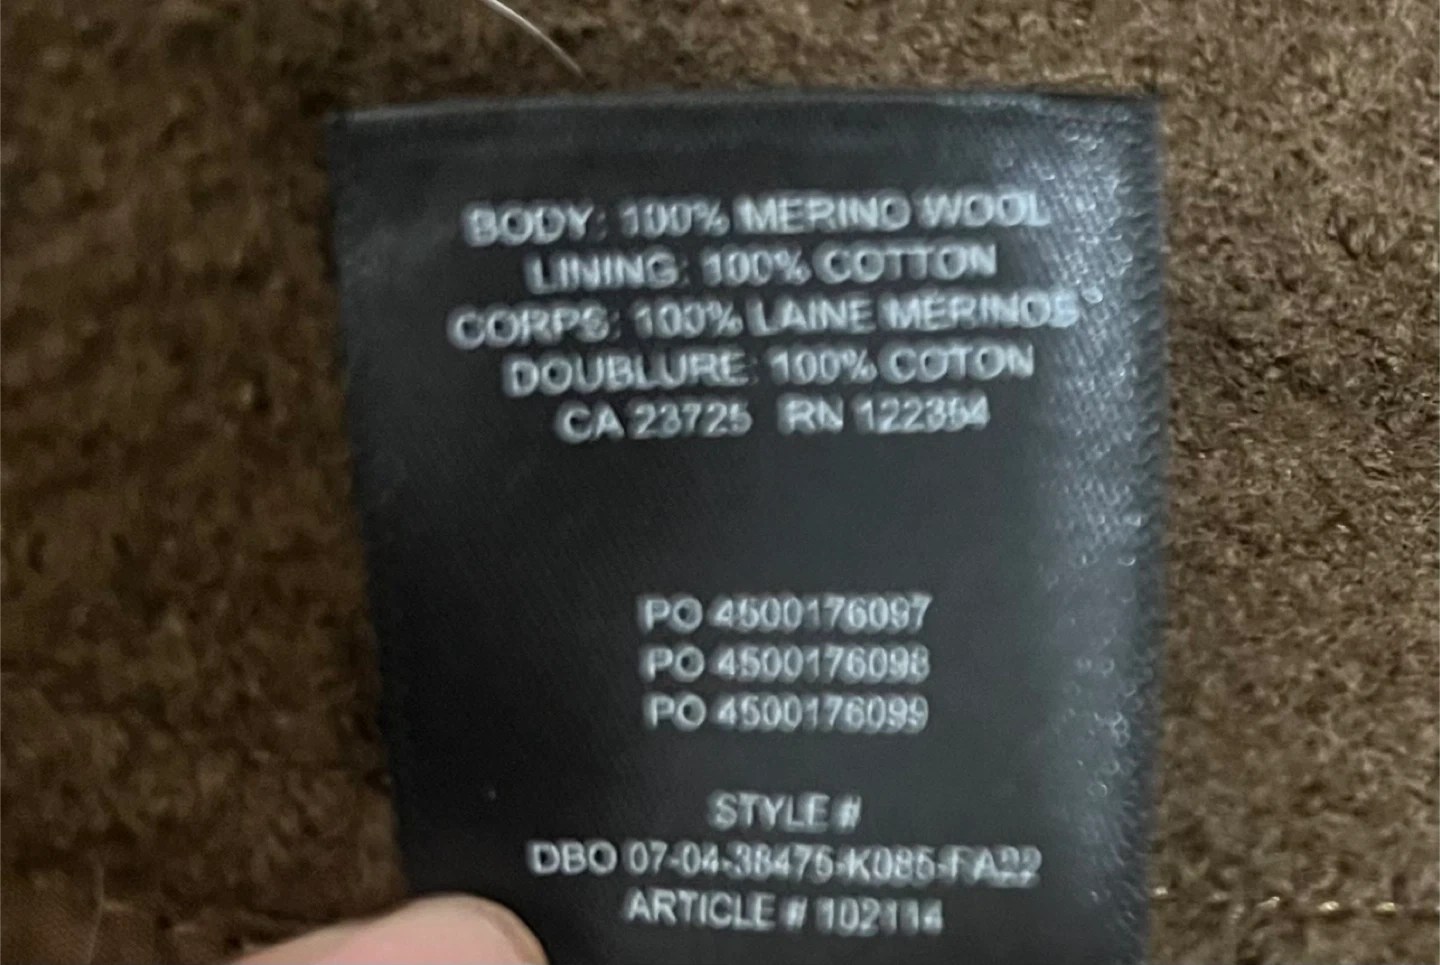 BODY: 100% MERINO WOOL
LINING: 100% COTTON
CORPS: 100% LAINE MERINOS
DOUBLURE: 100% COTON
CA 23725 RN 122354
PO 4500176097
PO 4500176098
PO 4500176099
STYLE #
DBO 07-04-38475-K085-FA22
ARTICLE # 102114